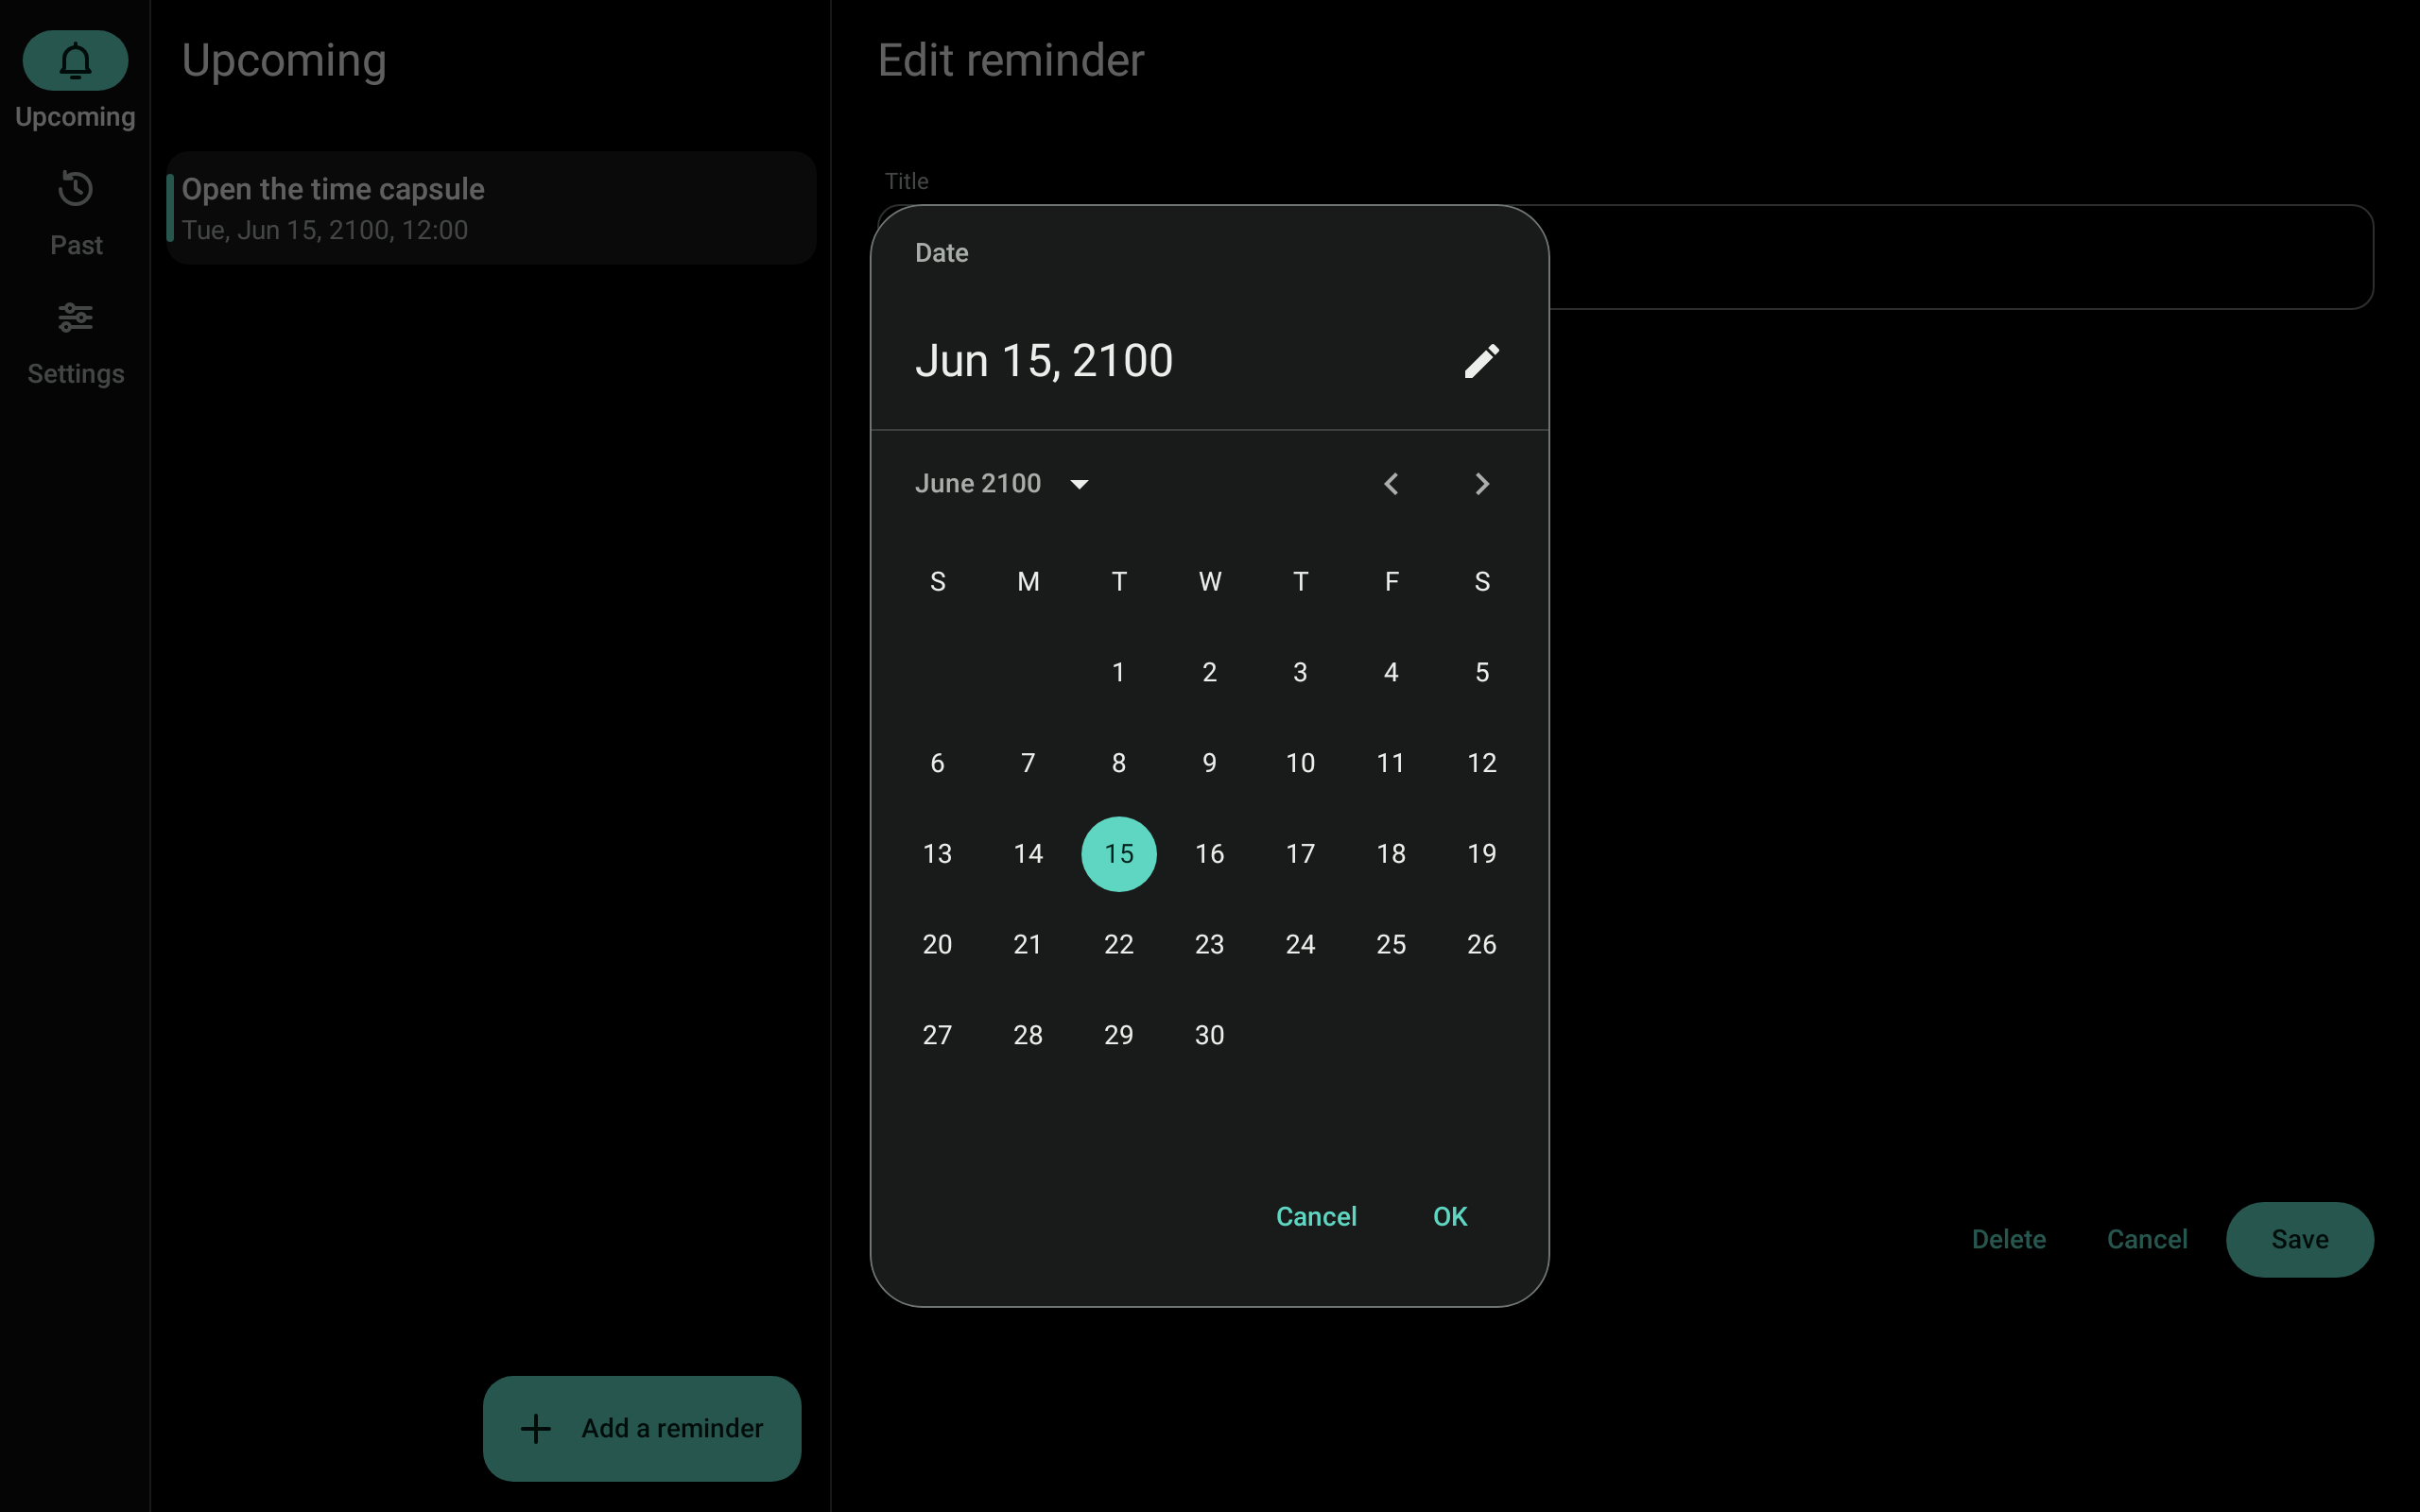 Upcoming
Past
Settings
Upcoming
Open the time capsule
Tue, Jun 15, 2100, 12:00
Add a reminder
Edit reminder
Title
Date
Jun 15, 2100
June 2100
S M T W T F S
1 2 3 4 5
6 7 8 9 10 11 12
13 14 15 16 17 18 19
20 21 22 23 24 25 26
27 28 29 30
Cancel OK
Delete Cancel Save